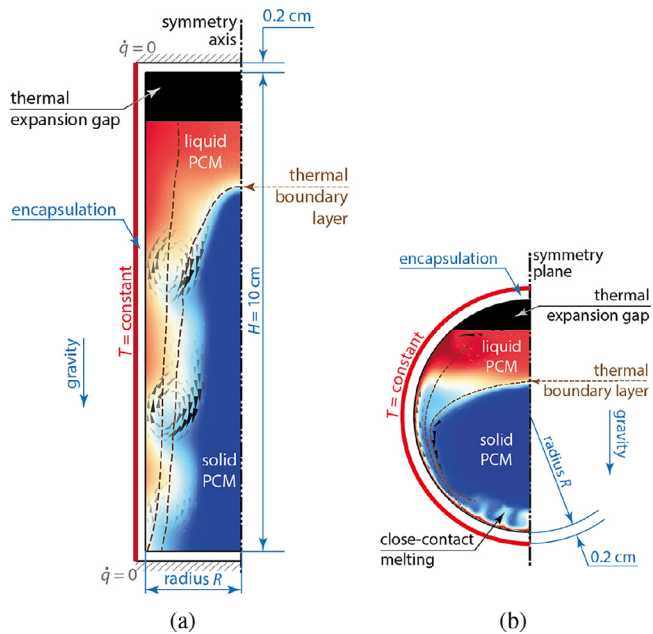 0.2 cm
symmetry
axis
q̇ = 0
thermal
expansion gap
liquid
PCM
thermal
boundary
layer
encapsulation
T = constant
H = 10 cm
gravity
solid
PCM
q̇ = 0
radius R
(a)
encapsulation
symmetry
plane
thermal
expansion gap
T = constant
liquid
PCM
thermal
boundary layer
gravity
solid
PCM
radius R
close-contact
melting
0.2 cm
(b)